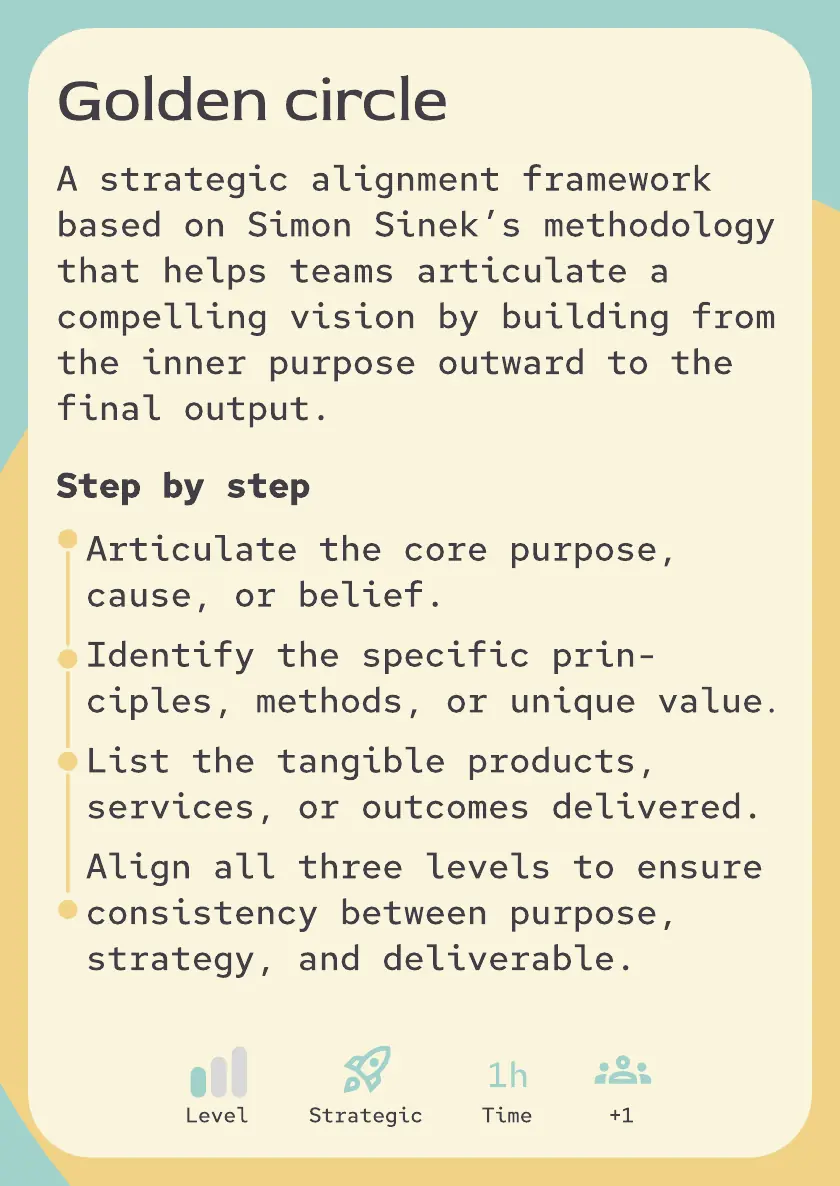 Golden circle
A strategic alignment framework
based on Simon Sinek’s methodology
that helps teams articulate a
compelling vision by building from
the inner purpose outward to the
final output.
Step by step
Articulate the core purpose,
cause, or belief.
Identify the specific prin-
ciples, methods, or unique value.
List the tangible products,
services, or outcomes delivered.
Align all three levels to ensure
consistency between purpose,
strategy, and deliverable.
1h
Level Strategic Time +1